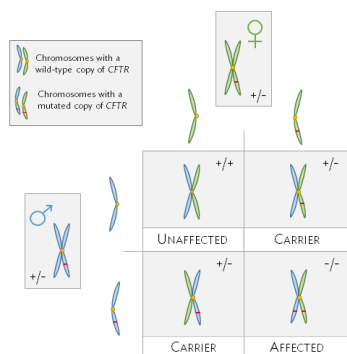 Chromosomes with a
wild-type copy of CFTR
Chromosomes with a
mutated copy of CFTR
+/-
+/+
+/-
UNAFFECTED
CARRIER
+/-
+/-
-/-
CARRIER
AFFECTED